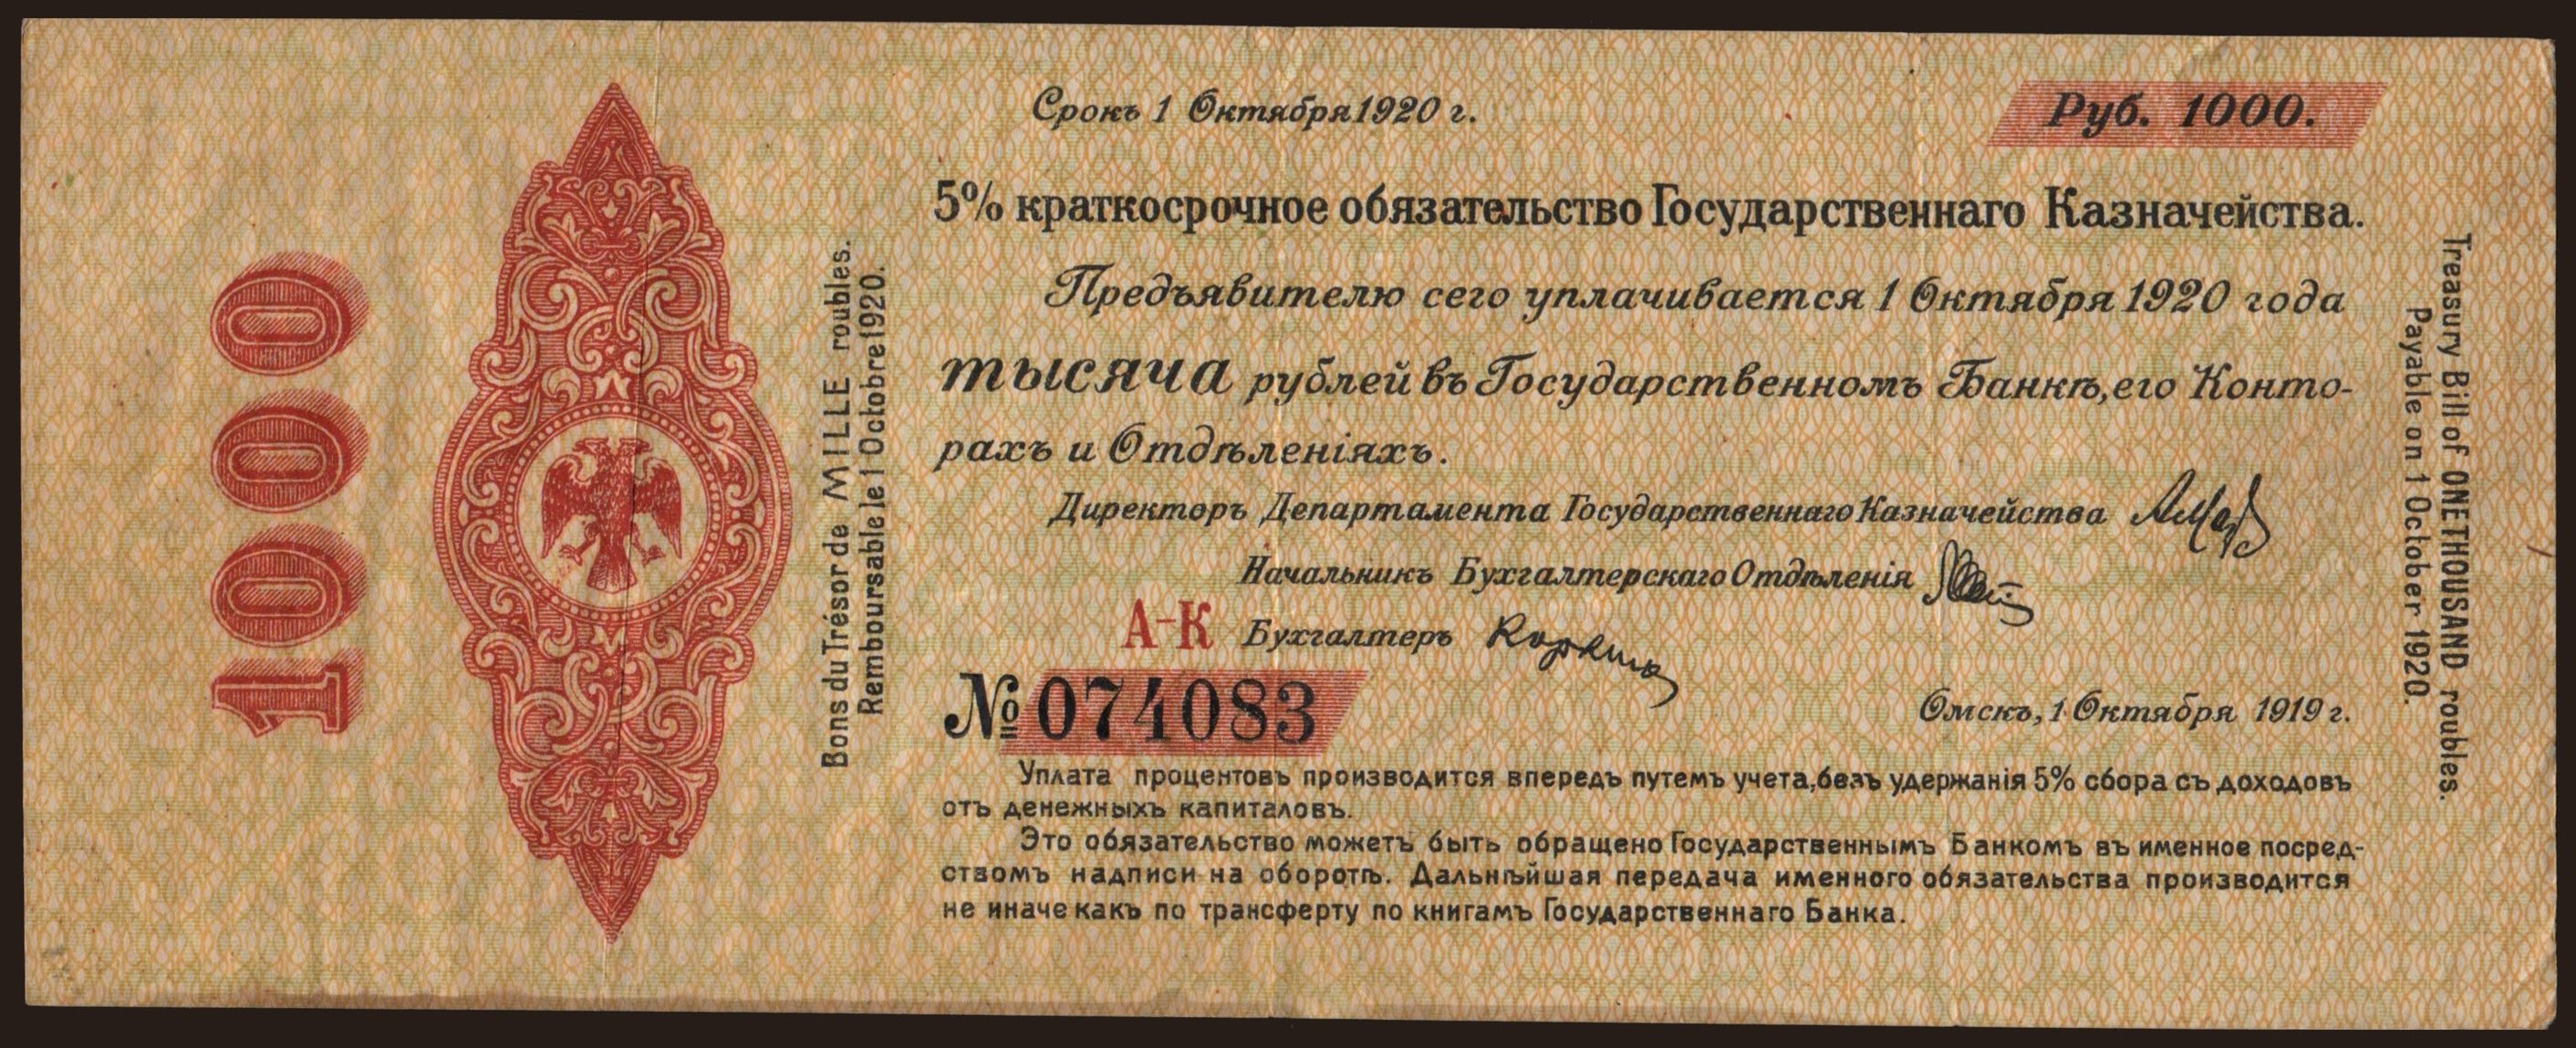 1000
Bons du Trésor de MILLE roubles.
Remboursable le 1 Octobre 1920.
Срокъ 1 Октября 1920 г.
Руб. 1000.
5% краткосрочное обязательство Государственнаго Казначейства.
Предъявителю сего уплачивается 1 Октября 1920 года
тысяча рублей въ Государственномъ Банкѣ, его Конто-
рахъ и Отдѣленіяхъ.
Директоръ Департамента Государственнаго Казначейства
Начальникъ Бухгалтерскаго Отдѣленія
А-К Бухгалтеръ
№ 074083
Омскъ, 1 Октября 1919 г.
Уплата процентовъ производится впередъ путемъ учета, безъ удержанія 5% сбора съ доходовъ
отъ денежныхъ капиталовъ.
Это обязательство можетъ быть обращено Государственнымъ Банкомъ въ именное посред-
ствомъ надписи на оборотѣ. Дальнѣйшая передача именного обязательства производится
не иначе какъ по трансферту по книгамъ Государственнаго Банка.
Treasury Bill of ONE THOUSAND roubles.
Payable on 1 October 1920.